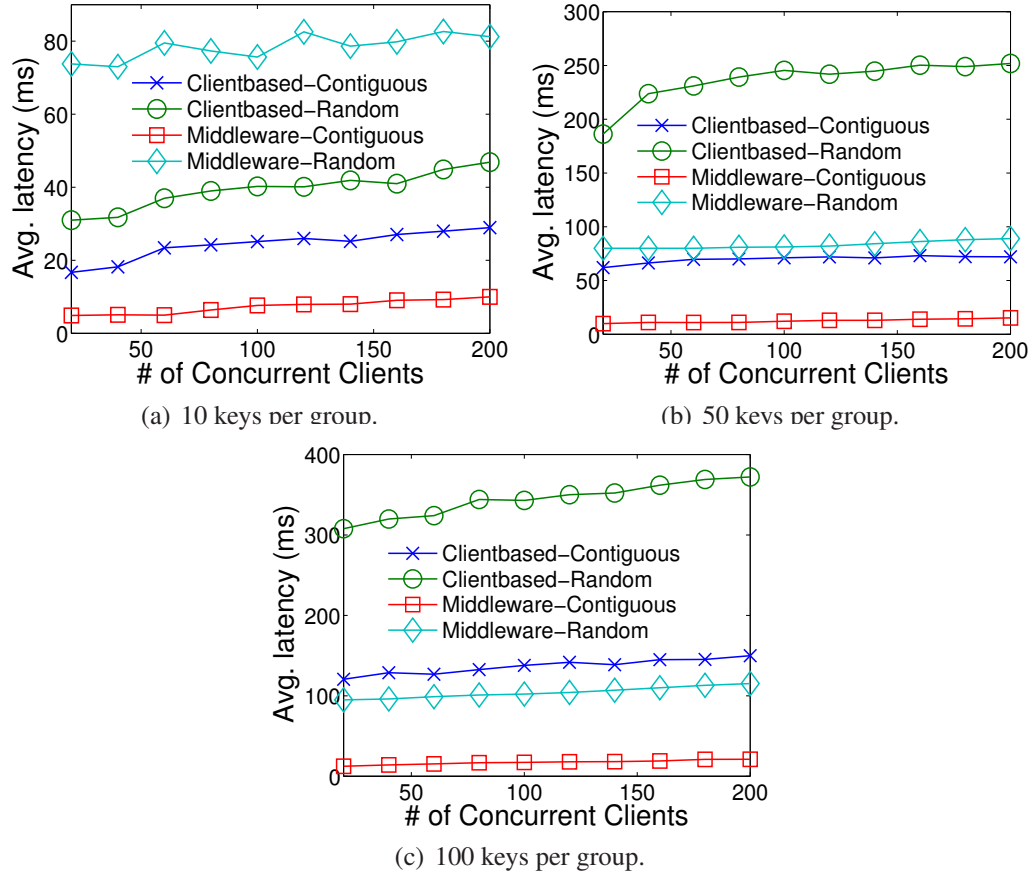 80
60
40
20
0
Avg. latency (ms)
Clientbased−Contiguous
Clientbased−Random
Middleware−Contiguous
Middleware−Random
50 100 150 200
# of Concurrent Clients
(a) 10 keys per group.
300
250
200
150
100
50
0
Avg. latency (ms)
Clientbased−Contiguous
Clientbased−Random
Middleware−Contiguous
Middleware−Random
50 100 150 200
# of Concurrent Clients
(b) 50 keys per group.
400
300
200
100
0
Avg. latency (ms)
Clientbased−Contiguous
Clientbased−Random
Middleware−Contiguous
Middleware−Random
50 100 150 200
# of Concurrent Clients
(c) 100 keys per group.